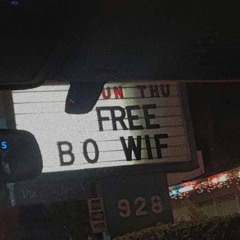 UN THU
FREE
BO WIF
928